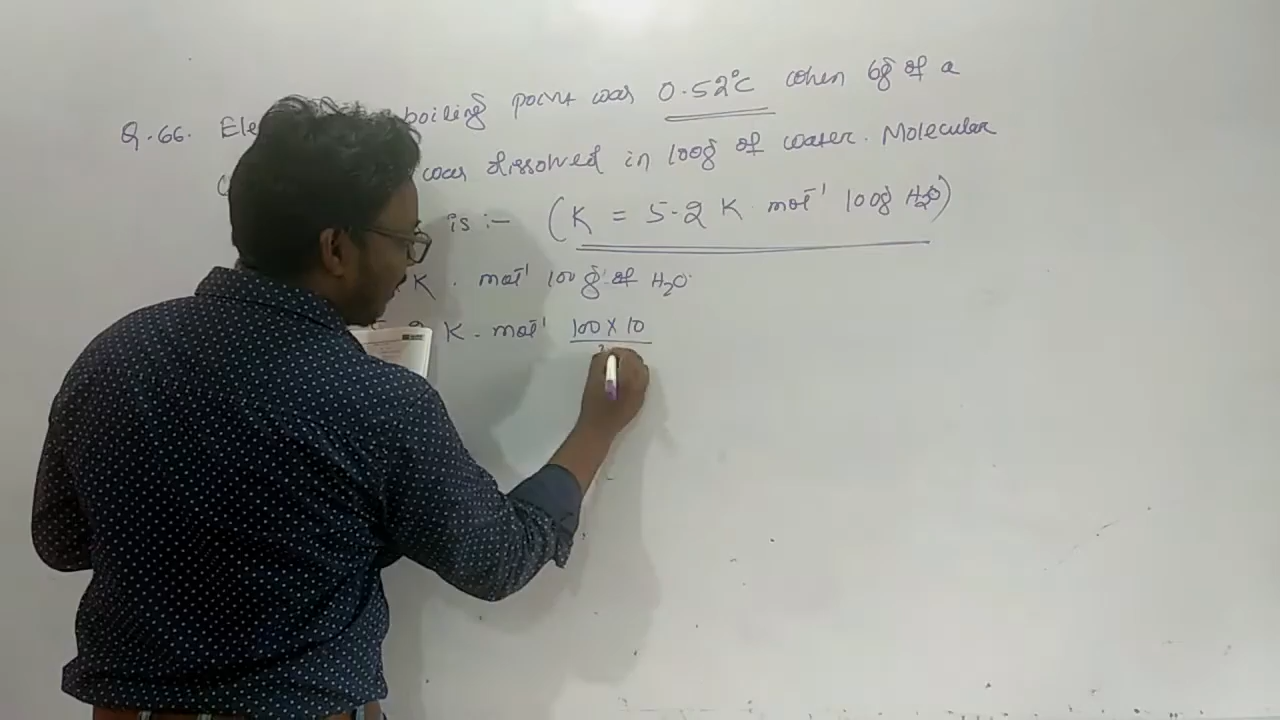 Q.66. Ele boiling point was 0.52°C when 6g of a
was dissolved in 100g of water. Molecular
is :- (K = 5.2 K mol⁻¹ 100g H₂O)
K . mol⁻¹ 100 g of H₂O
K . mol⁻¹ 100 X 10